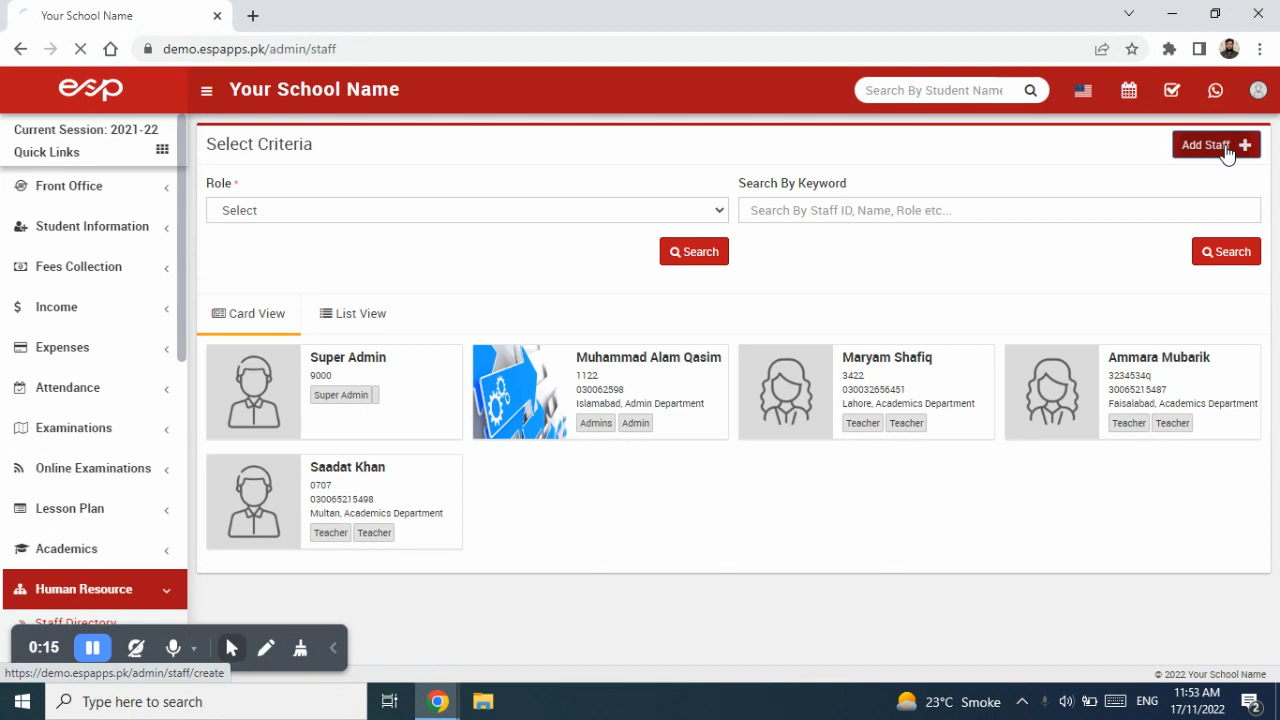 Your School Name
demo.espapps.pk/admin/staff
esp
Your School Name
Search By Student Name
Current Session: 2021-22
Quick Links
Front Office
Student Information
Fees Collection
Income
Expenses
Attendance
Examinations
Online Examinations
Lesson Plan
Academics
Human Resource
Staff Directory
Select Criteria
Add Staff
Role *
Select
Search
Search By Keyword
Search By Staff ID, Name, Role etc...
Search
Card View
List View
Super Admin
9000
Super Admin
Muhammad Alam Qasim
1122
030062598
Islamabad, Admin Department
Admins Admin
Maryam Shafiq
3422
030032656451
Lahore, Academics Department
Teacher Teacher
Ammara Mubarik
3234534q
30065215487
Faisalabad, Academics Department
Teacher Teacher
Saadat Khan
0707
030065215498
Multan, Academics Department
Teacher Teacher
0:15
https://demo.espapps.pk/admin/staff/create
© 2022 Your School Name
Type here to search
23°C Smoke
ENG
11:53 AM
17/11/2022
2